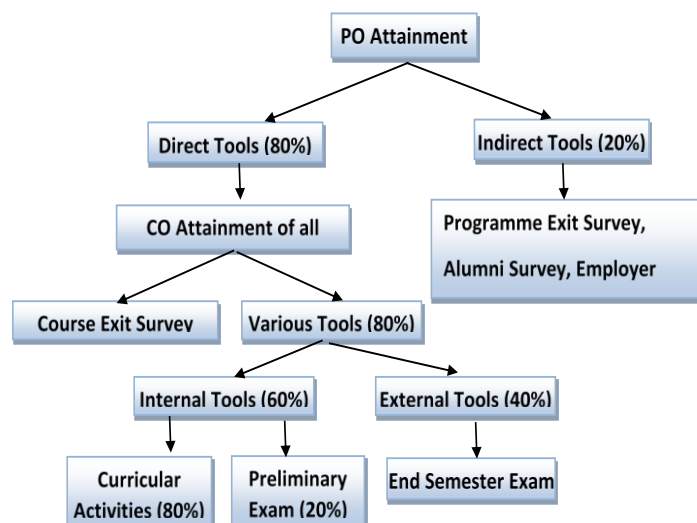 PO Attainment
Direct Tools (80%)
Indirect Tools (20%)
CO Attainment of all
Programme Exit Survey,
Alumni Survey, Employer
Course Exit Survey
Various Tools (80%)
Internal Tools (60%)
External Tools (40%)
Curricular
Activities (80%)
Preliminary
Exam (20%)
End Semester Exam